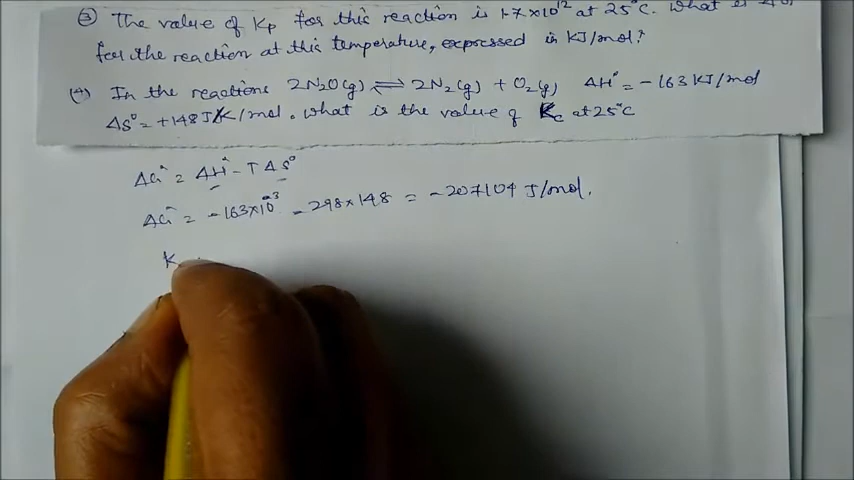 ③ The value of Kp for this reaction is 1.7×10¹² at 25°C. What is
for the reaction at this temperature, expressed in KJ/mol?
(4) In the reactions 2N₂O(g) ⇌ 2N₂(g) + O₂(g) ΔH° = -163 KJ/mol
ΔS° = +148 J/K/mol. what is the value of Kc at 25°C
ΔG° = ΔH° - TΔS°
ΔG° = -163×10³ - 298×148 = -207104 J/mol.
K